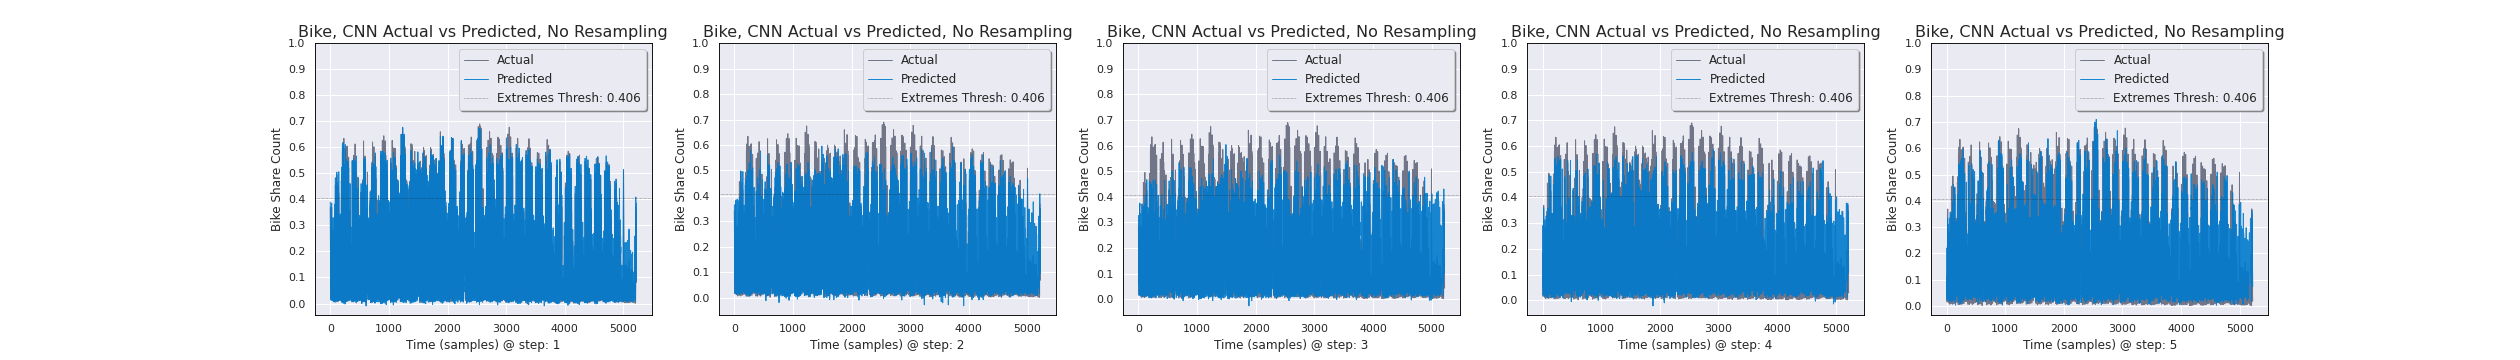 Bike, CNN Actual vs Predicted, No Resampling
1.0
0.9
0.8
0.7
0.6
0.5
0.4
0.3
0.2
0.1
0.0
Bike Share Count
Actual
Predicted
Extremes Thresh: 0.406
0 1000 2000 3000 4000 5000
Time (samples) @ step: 1
Bike, CNN Actual vs Predicted, No Resampling
1.0
0.9
0.8
0.7
0.6
0.5
0.4
0.3
0.2
0.1
0.0
Bike Share Count
Actual
Predicted
Extremes Thresh: 0.406
0 1000 2000 3000 4000 5000
Time (samples) @ step: 2
Bike, CNN Actual vs Predicted, No Resampling
1.0
0.9
0.8
0.7
0.6
0.5
0.4
0.3
0.2
0.1
0.0
Bike Share Count
Actual
Predicted
Extremes Thresh: 0.406
0 1000 2000 3000 4000 5000
Time (samples) @ step: 3
Bike, CNN Actual vs Predicted, No Resampling
1.0
0.9
0.8
0.7
0.6
0.5
0.4
0.3
0.2
0.1
0.0
Bike Share Count
Actual
Predicted
Extremes Thresh: 0.406
0 1000 2000 3000 4000 5000
Time (samples) @ step: 4
Bike, CNN Actual vs Predicted, No Resampling
1.0
0.9
0.8
0.7
0.6
0.5
0.4
0.3
0.2
0.1
0.0
Bike Share Count
Actual
Predicted
Extremes Thresh: 0.406
0 1000 2000 3000 4000 5000
Time (samples) @ step: 5